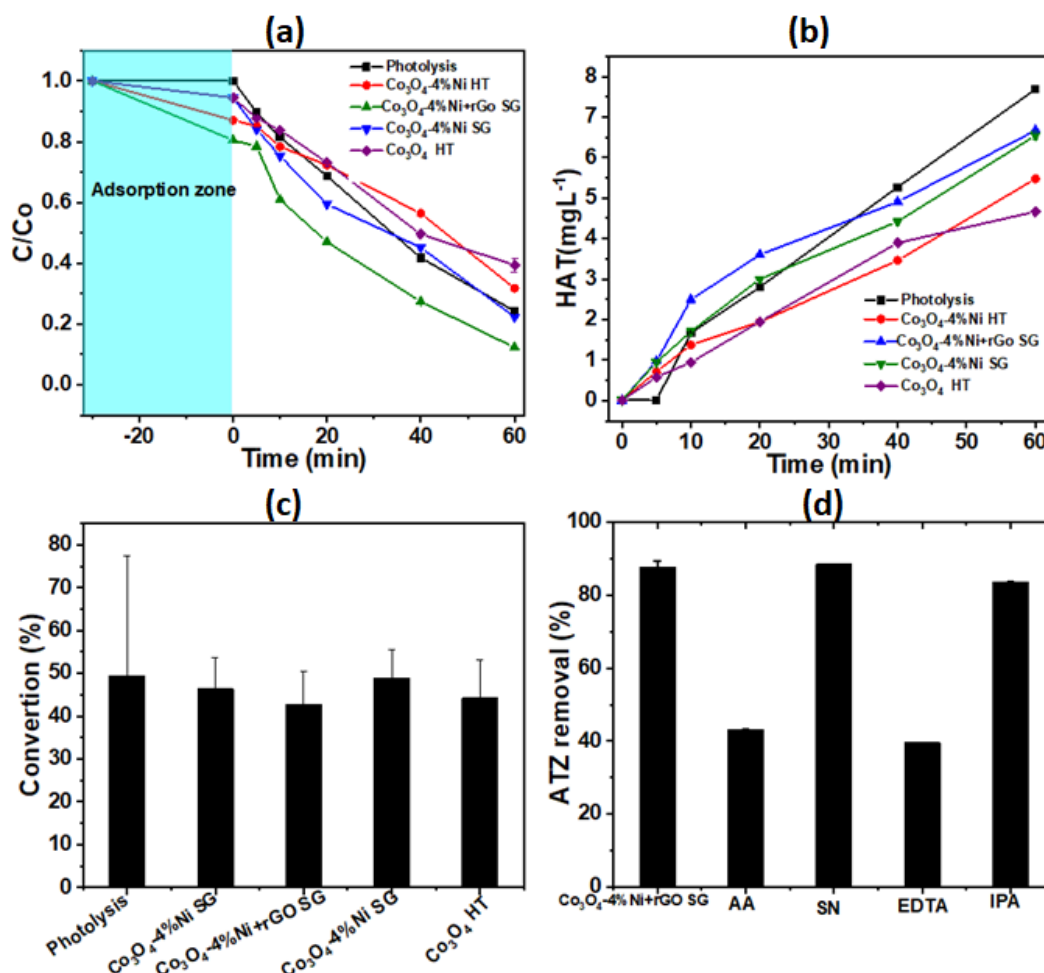 (a)
C/Co
1.0
0.8
0.6
0.4
0.2
0.0
Adsorption zone
Photolysis
Co₃O₄-4%Ni HT
Co₃O₄-4%Ni+rGo SG
Co₃O₄-4%Ni SG
Co₃O₄ HT
-20 0 20 40 60
Time (min)
(b)
HAT(mgL⁻¹)
8
7
6
5
4
3
2
1
0
Photolysis
Co₃O₄-4%Ni HT
Co₃O₄-4%Ni+rGo SG
Co₃O₄-4%Ni SG
Co₃O₄ HT
0 10 20 30 40 50 60
Time (min)
(c)
Convertion (%)
80
70
60
50
40
30
20
10
0
Photolysis
Co₃O₄-4%Ni SG
Co₃O₄-4%Ni+rGO SG
Co₃O₄-4%Ni SG
Co₃O₄ HT
(d)
ATZ removal (%)
100
80
60
40
20
0
Co₃O₄-4%Ni+rGO SG
AA
SN
EDTA
IPA